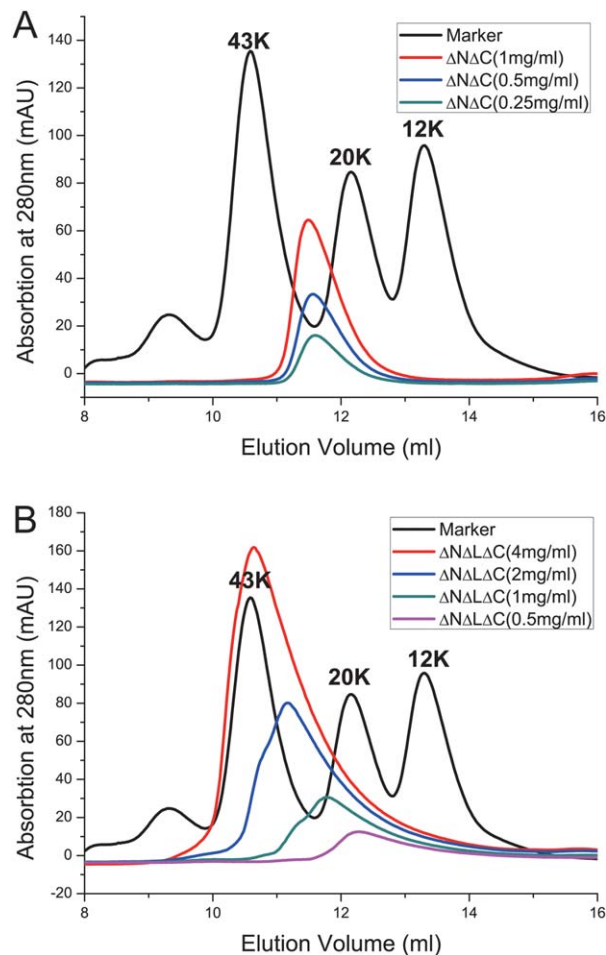 A
43K
20K
12K
Marker
ΔNΔC(1mg/ml)
ΔNΔC(0.5mg/ml)
ΔNΔC(0.25mg/ml)
Absorbtion at 280nm (mAU)
140
120
100
80
60
40
20
0
8 10 12 14 16
Elution Volume (ml)
B
43K
20K
12K
Marker
ΔNΔLΔC(4mg/ml)
ΔNΔLΔC(2mg/ml)
ΔNΔLΔC(1mg/ml)
ΔNΔLΔC(0.5mg/ml)
Absorbtion at 280nm (mAU)
180
160
140
120
100
80
60
40
20
0
-20
8 10 12 14 16
Elution Volume (ml)